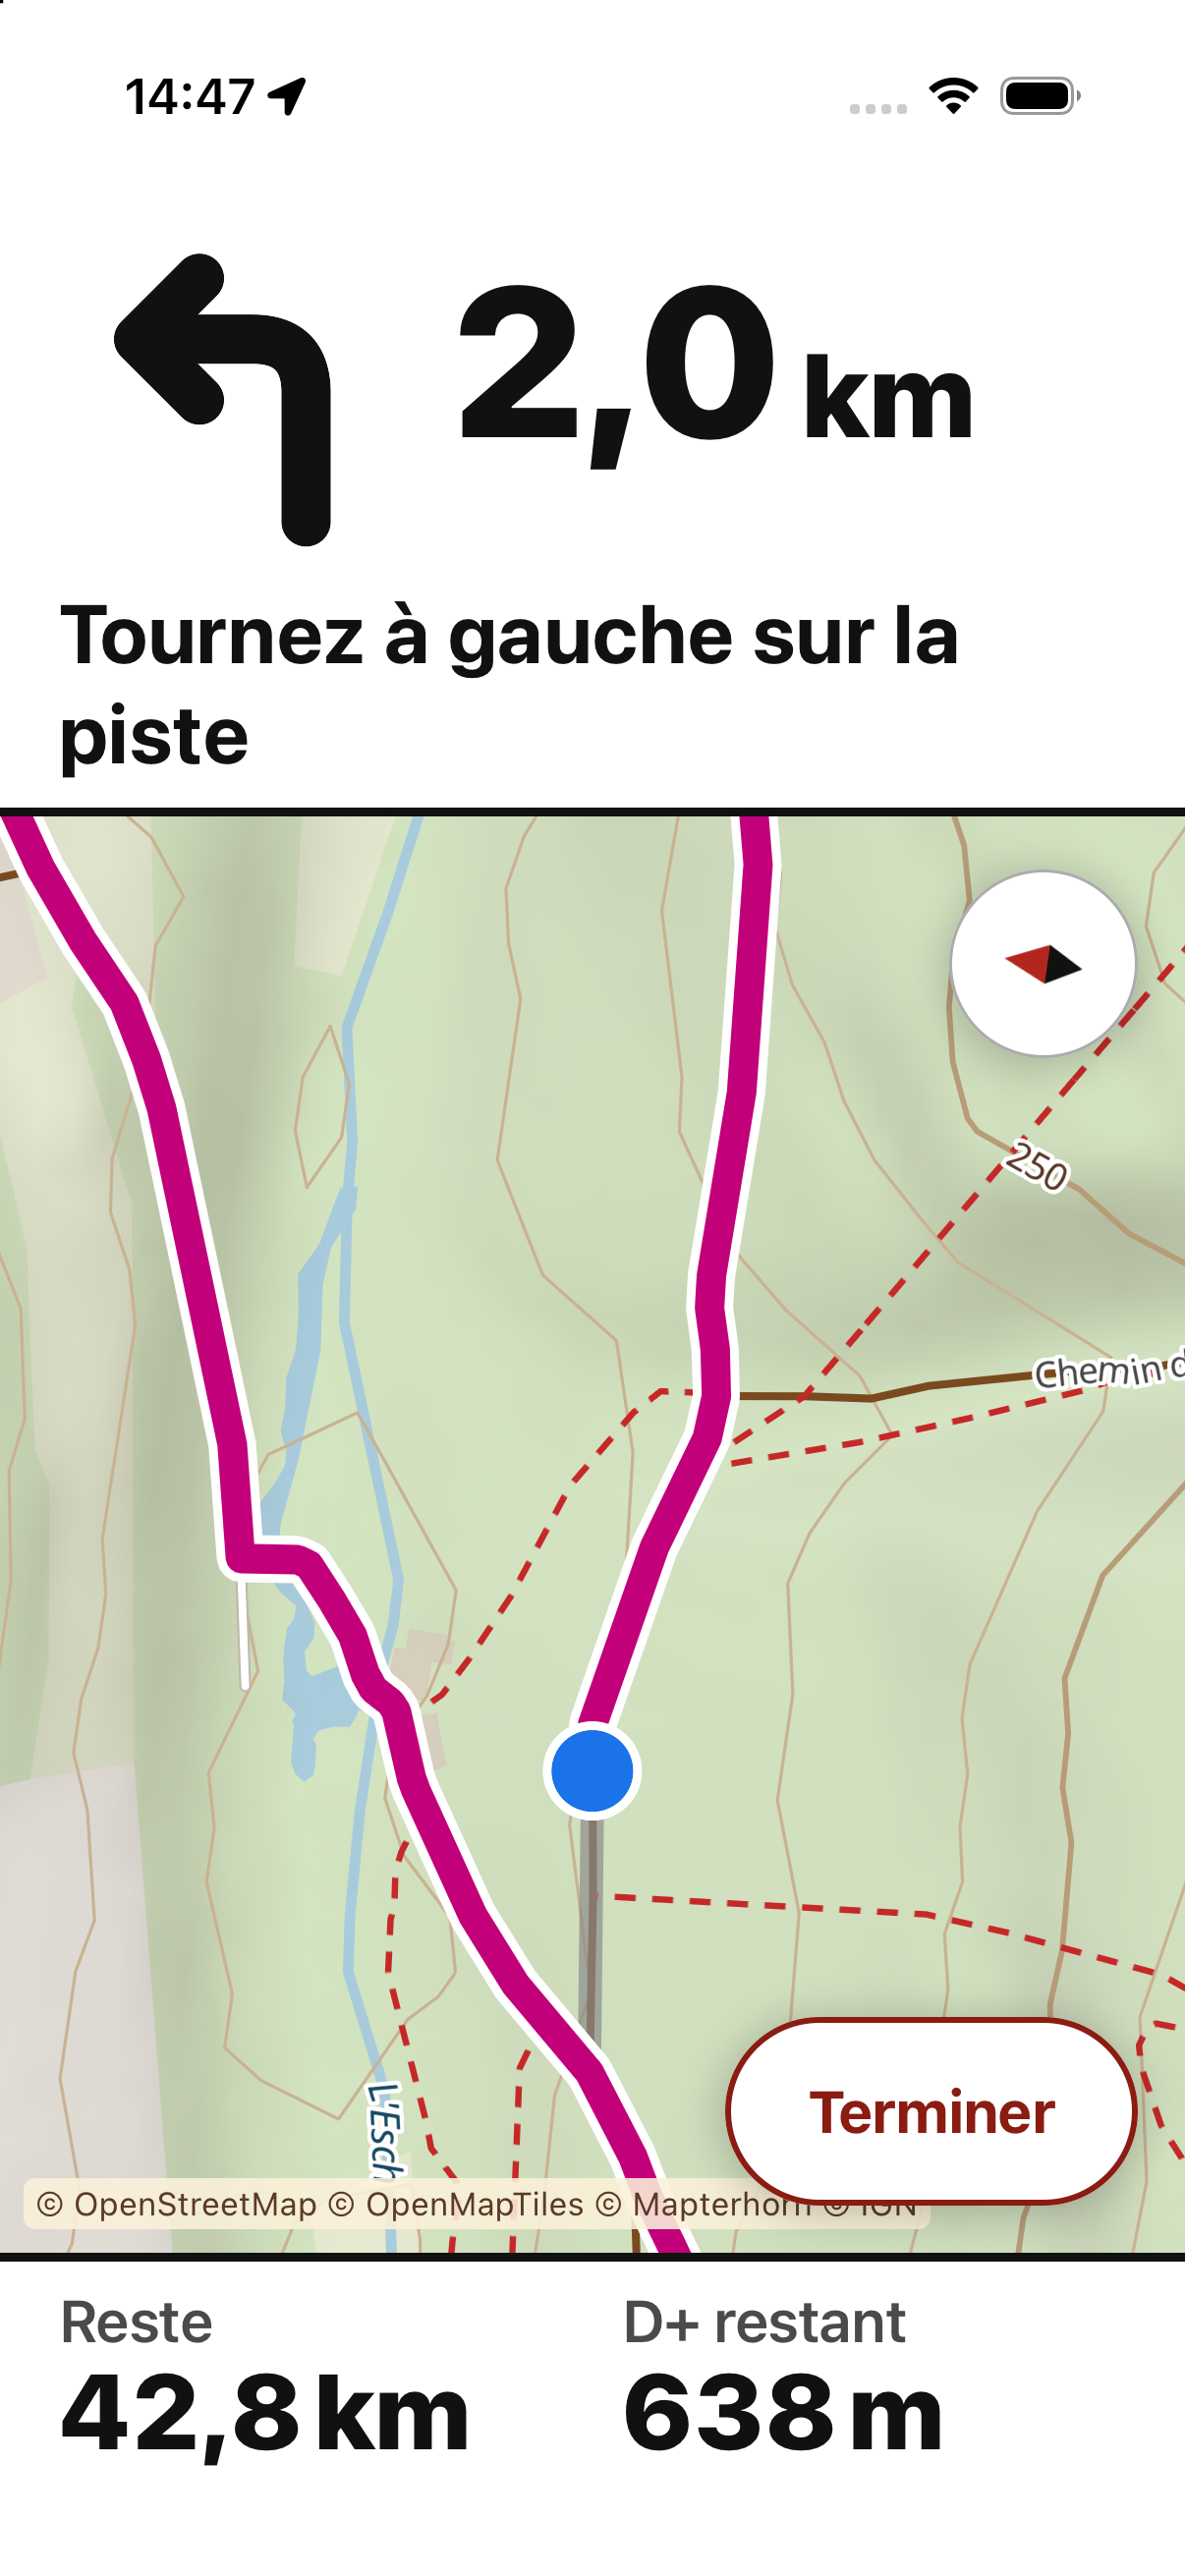 14:47
2,0 km
Tournez à gauche sur la
piste
250
Chemin d
L'Esch
© OpenStreetMap © OpenMapTiles © Mapterhorn © IGN
Terminer
Reste
D+ restant
42,8 km
638 m